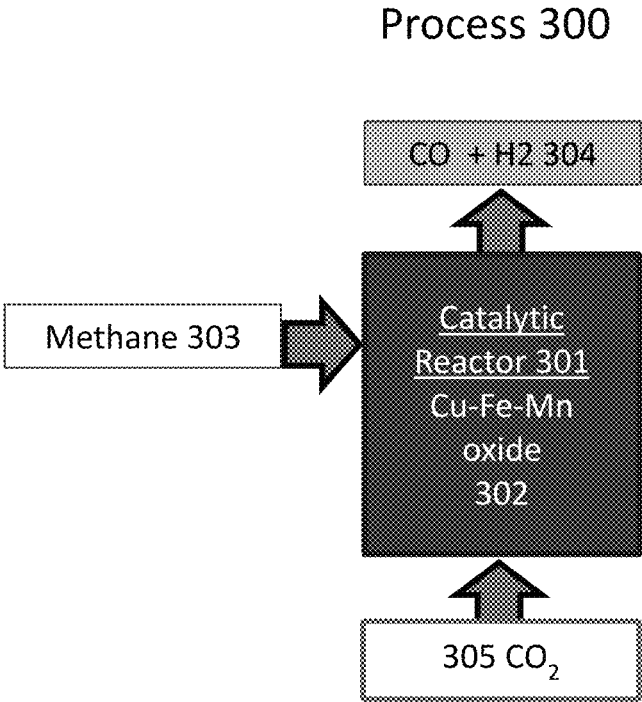 Process 300
CO + H2 304
Methane 303
Catalytic
Reactor 301
Cu-Fe-Mn
oxide
302
305 CO₂